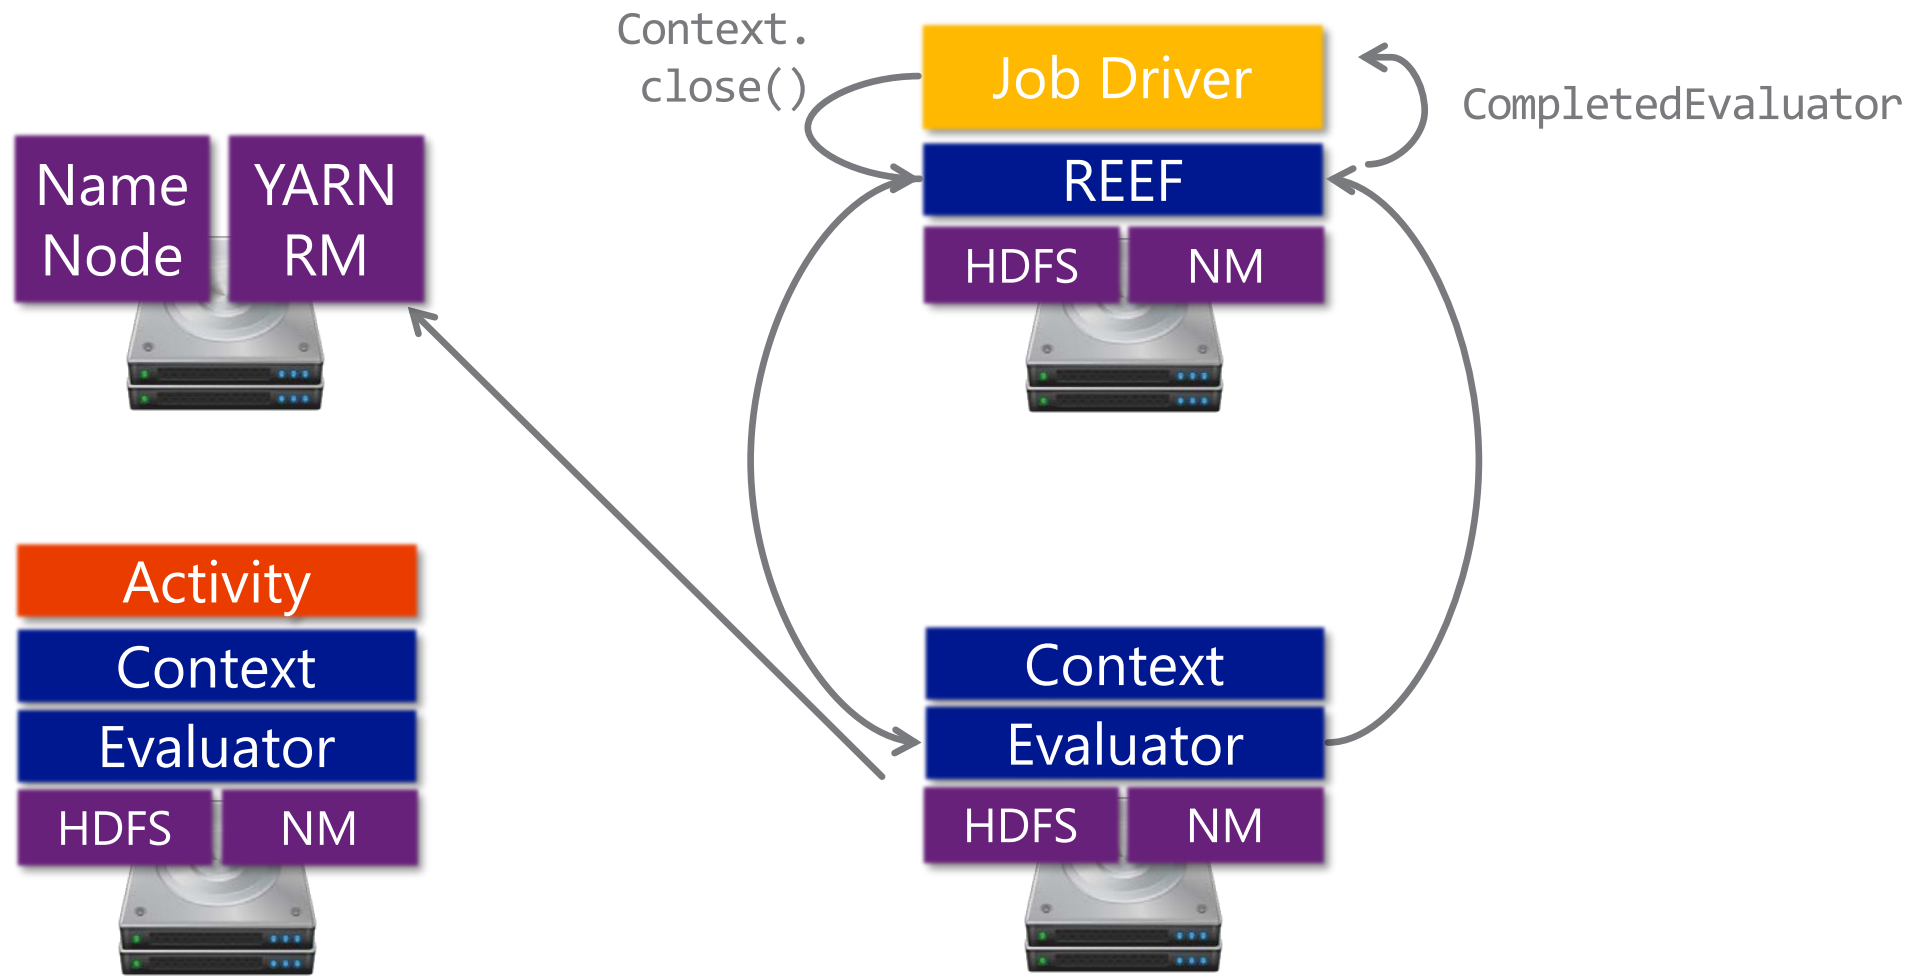 Context.
close()
Job Driver
CompletedEvaluator
REEF
HDFS
NM
Name
Node
YARN
RM
Activity
Context
Evaluator
HDFS
NM
Context
Evaluator
HDFS
NM